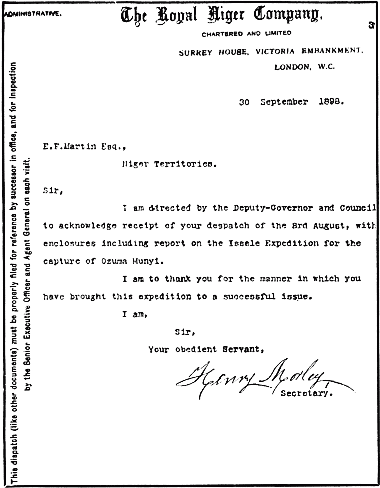 ADMINISTRATIVE.
The Royal Niger Company,
CHARTERED AND LIMITED
SURREY HOUSE, VICTORIA EMBANKMENT,
LONDON, W.C.
30 September 1898.
E.F.Martin Esq.,
Niger Territories.
Sir,
I am directed by the Deputy-Governor and Council
to acknowledge receipt of your despatch of the 3rd August, with
enclosures including report on the Issele Expedition for the
capture of Ozuma Munyi.
I am to thank you for the manner in which you
have brought this expedition to a successful issue.
I am,
Sir,
Your obedient Servant,
Henry Morley,
Secretary.
This dispatch (like other documents) must be properly filed for reference by successor in office, and for inspection
by the Senior Executive Officer and Agent General on each visit.